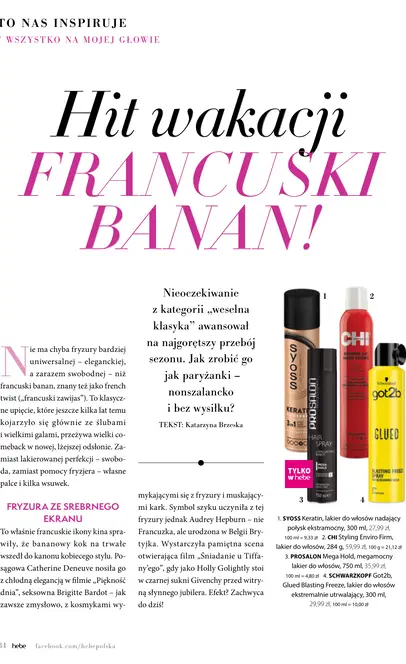 TO NAS INSPIRUJE
WSZYSTKO NA MOJEJ GŁOWIE
Hit wakacji
FRANCUSKI
BANAN!
Nieoczekiwanie
z kategorii „weselna
klasyka” awansował
na najgorętszy przebój
sezonu. Jak zrobić go
jak paryżanki –
nonszalancko
i bez wysiłku?
TEKST: Katarzyna Brzeska
Nie ma chyba fryzury bardziej
uniwersalnej – eleganckiej,
a zarazem swobodnej – niż
francuski banan, znany też jako french
twist („francuski zawijas”). To klasycz-
ne upięcie, które jeszcze kilka lat temu
kojarzyło się głównie ze ślubami
i wielkimi galami, przeżywa wielki co-
meback w nowej, lżejszej odsłonie. Za-
miast lakierowanej perfekcji – swobo-
da, zamiast pomocy fryzjera – własne
palce i kilka wsuwek.
FRYZURA ZE SREBRNEGO
EKRANU
To właśnie francuskie ikony kina spra-
wiły, że bananowy kok na trwałe
wszedł do kanonu kobiecego stylu. Po-
sągowa Catherine Deneuve nosiła go
z chłodną elegancją w filmie „Piękność
dnia”, seksowna Brigitte Bardot – jak
zawsze zmysłowo, z kosmykami wy-
mykającymi się z fryzury i muskający-
mi kark. Symbol szyku uczyniła z tej
fryzury jednak Audrey Hepburn – nie
Francuzka, ale urodzona w Belgii Bry-
tyjka. Wystarczyła pamiętna scena
otwierająca film „Śniadanie u Tiffa-
ny’ego”, gdy jako Holly Golightly stoi
w czarnej sukni Givenchy przed witry-
ną słynnego jubilera. Efekt? Zachwyca
do dziś!
1
2
SYOSS
KERATIN
CHI
PROSALON
HAIR
SPRAY
Schwarzkopf
got2b
GLUED
BLASTING FREEZE
SPRAY
TYLKO
w hebe
3
4
1. SYOSS Keratin, lakier do włosów nadający
połysk ekstramocny, 300 ml, 27,99 zł,
100 ml = 9,33 zł 2. CHI Styling Enviro Firm,
lakier do włosów, 284 g, 59,99 zł, 100 g = 21,12 zł
3. PROSALON Mega Hold, megamocny
lakier do włosów, 750 ml, 35,99 zł,
100 ml = 4,80 zł 4. SCHWARZKOPF Got2b,
Glued Blasting Freeze, lakier do włosów
ekstremalnie utrwalający, 300 ml,
29,99 zł, 100 ml = 10,00 zł
hebe facebook.com/hebepolska